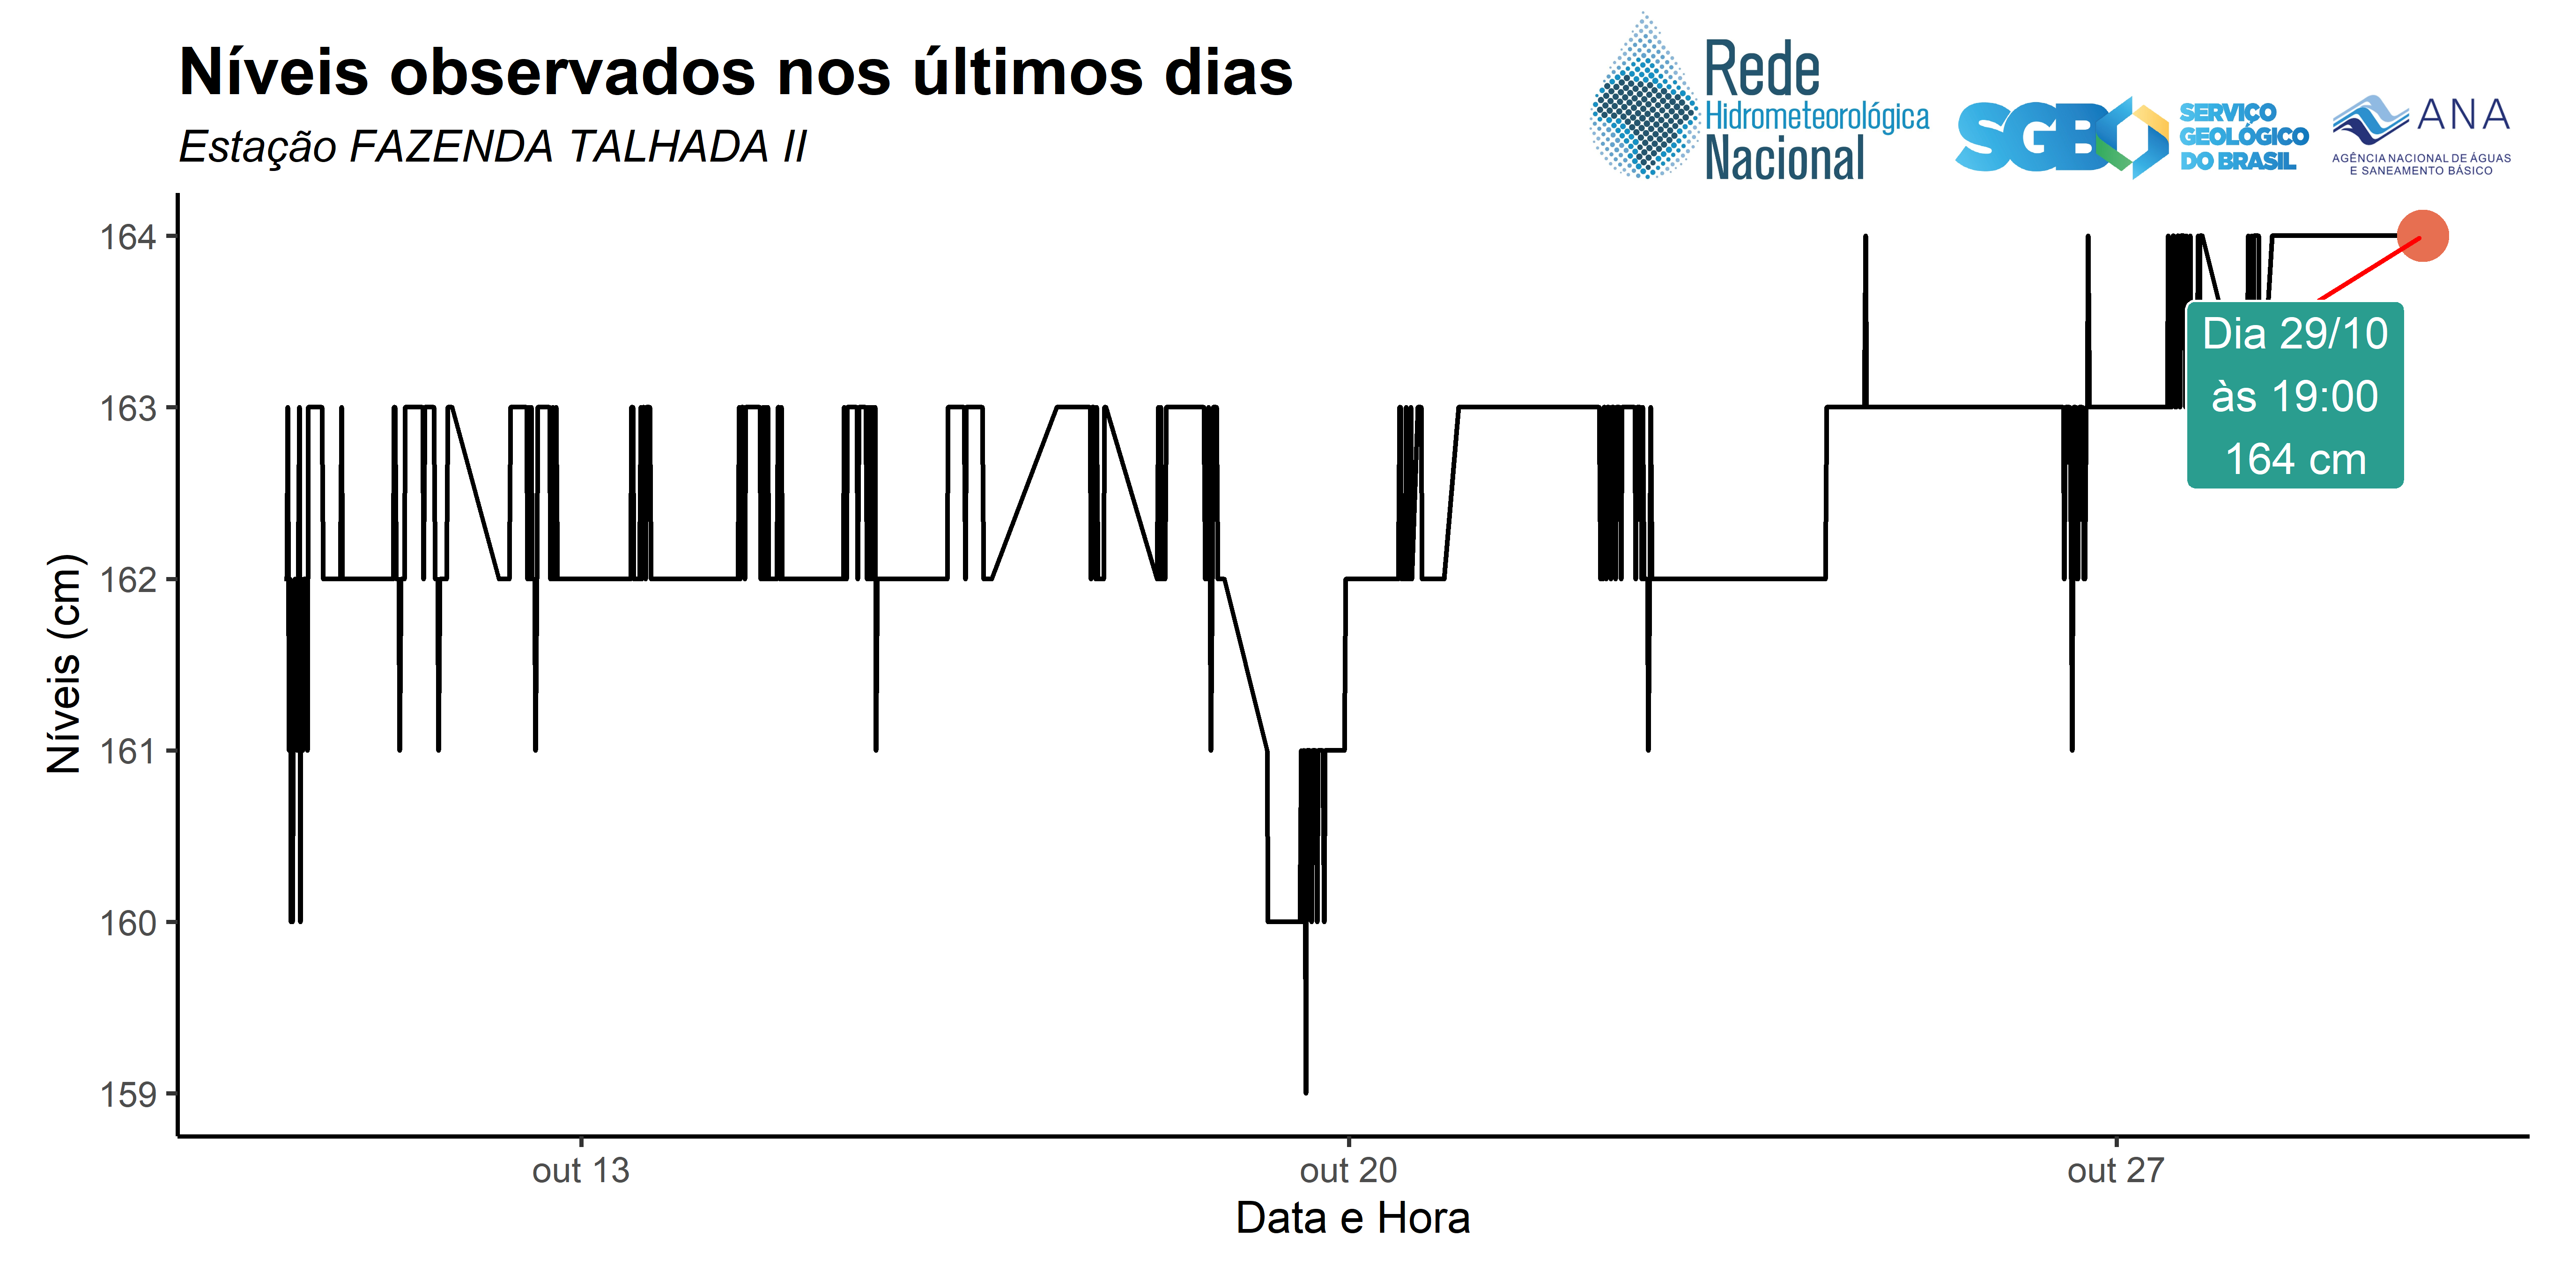 Níveis observados nos últimos dias
Estação FAZENDA TALHADA II
Rede
Hidrometeorológica
Nacional
SGB
SERVIÇO
GEOLÓGICO
DO BRASIL
ANA
AGÊNCIA NACIONAL DE ÁGUAS
E SANEAMENTO BÁSICO
164
163
162
161
160
159
Níveis (cm)
Dia 29/10
às 19:00
164 cm
out 13
out 20
out 27
Data e Hora